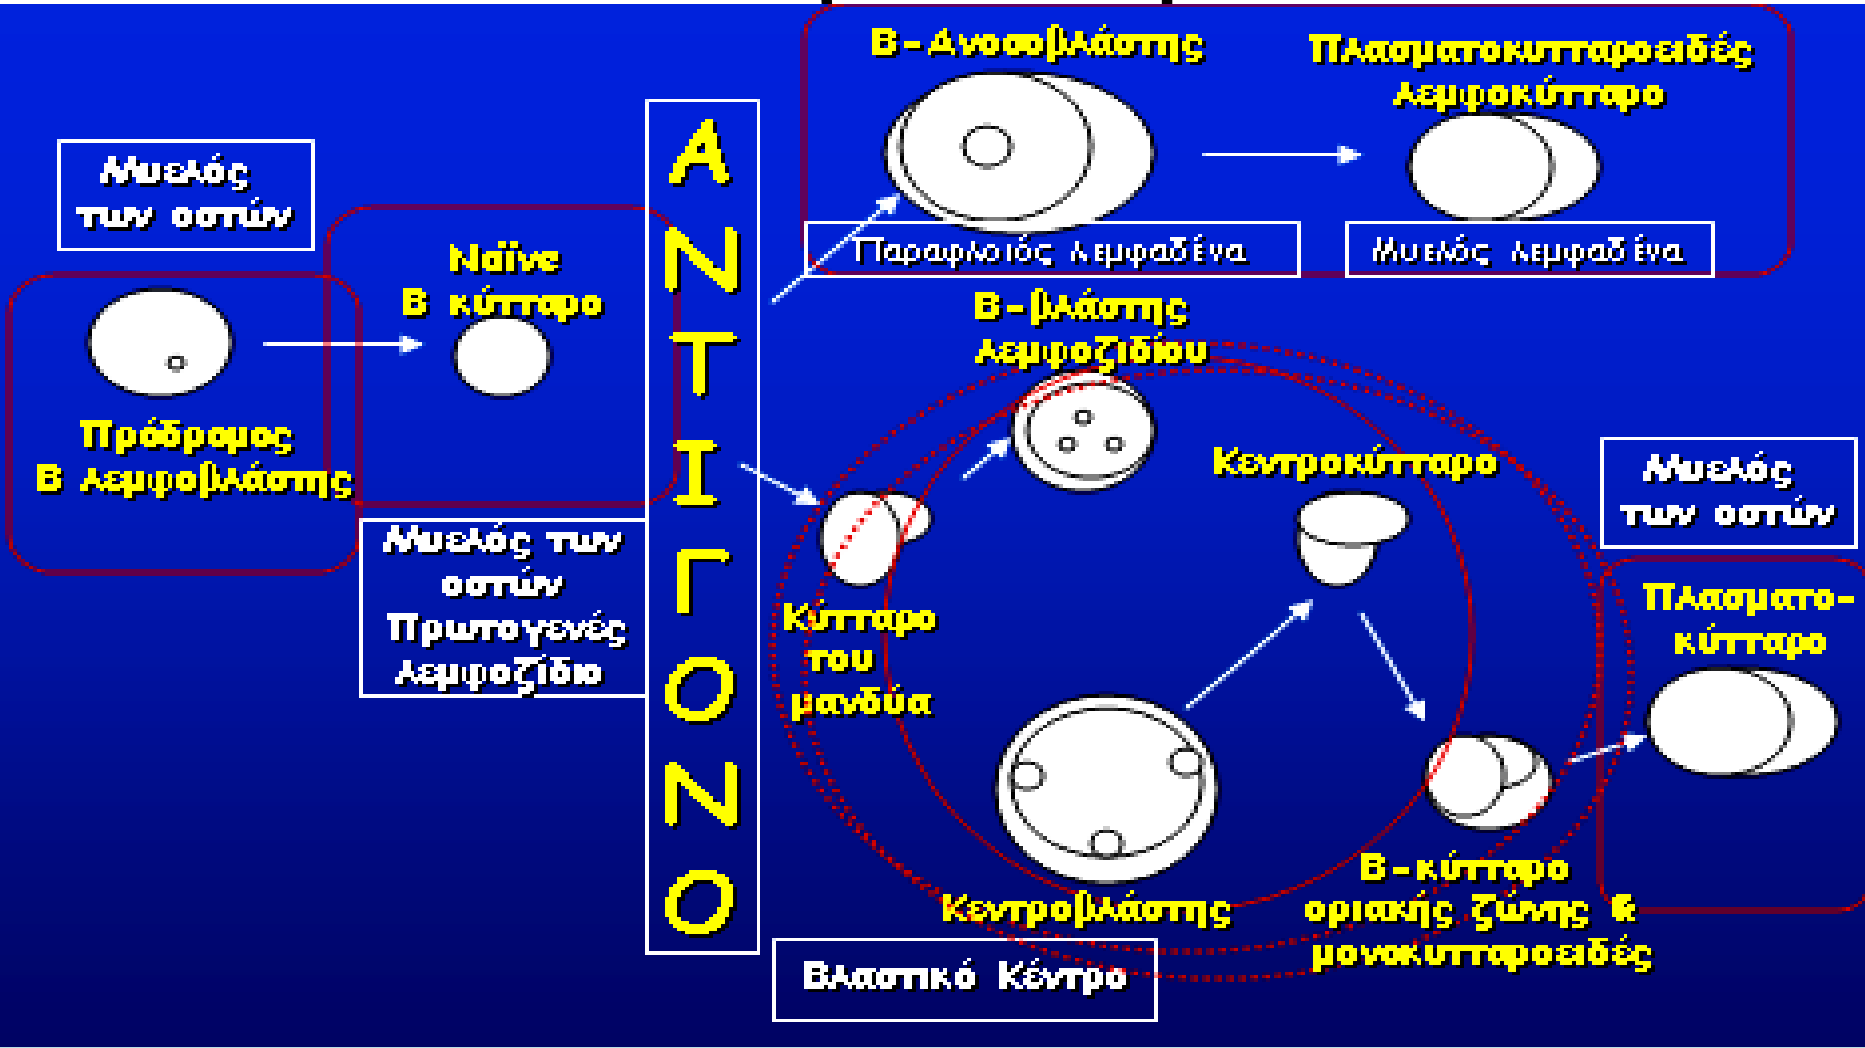 Μυελός
των οστών
Πρόδρομος
Β Λεμφοβλάστης
Naïve
Β κύτταρο
Μυελός των
οστών
Πρωτογενές
Λεμφοζίδιο
ΑΝΤΙΓΟΝΟ
Β-Ανοσοβλάστης
Παραφλοιός λεμφαδένα
Πλασματοκυτταροειδές
Λεμφοκύτταρο
Μυελός λεμφαδένα
Β-βλάστης
Λεμφοζιδίου
Κύτταρο
του
μανδύα
Κεντροκύτταρο
Κεντροβλάστης
Β-κύτταρο
οριακής ζώνης &
μονοκυτταροειδές
Βλαστικό Κέντρο
Μυελός
των οστών
Πλασματο-
κύτταρο